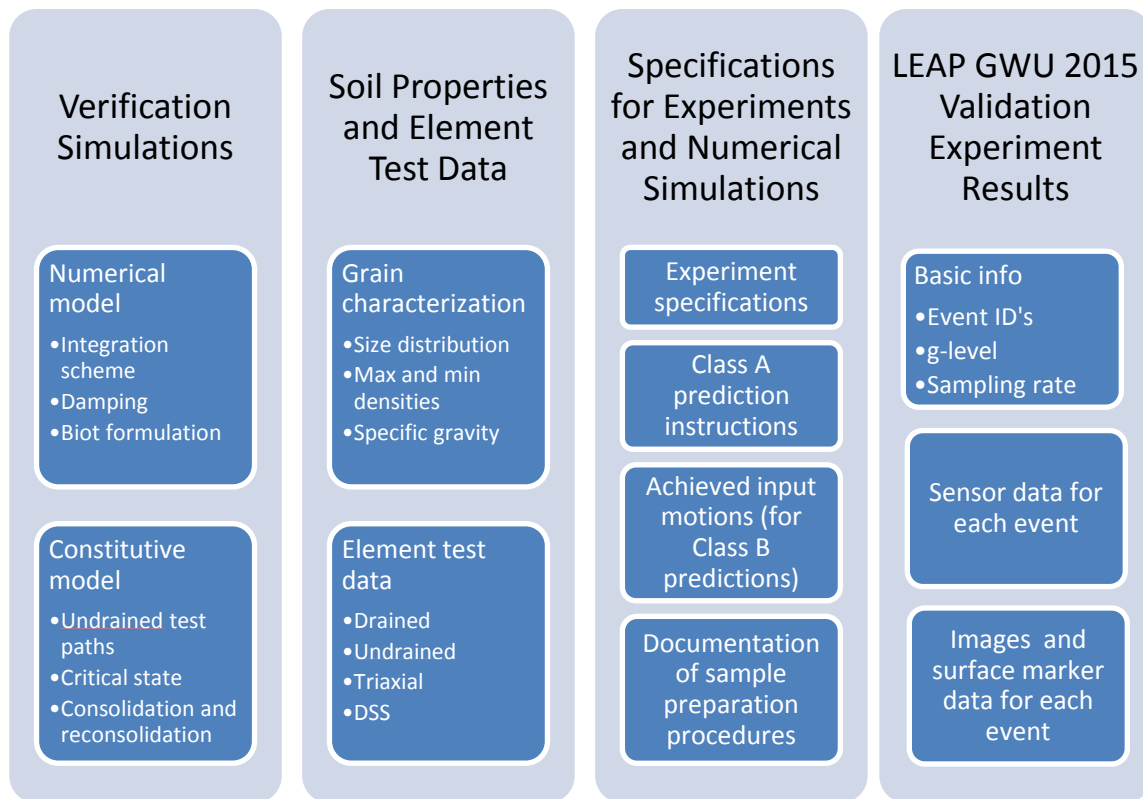 Verification
Simulations
Numerical
model
•Integration
scheme
•Damping
•Biot formulation
Constitutive
model
•Undrained test
paths
•Critical state
•Consolidation and
reconsolidation
Soil Properties
and Element
Test Data
Grain
characterization
•Size distribution
•Max and min
densities
•Specific gravity
Element test
data
•Drained
•Undrained
•Triaxial
•DSS
Specifications
for Experiments
and Numerical
Simulations
Experiment
specifications
Class A
prediction
instructions
Achieved input
motions (for
Class B
predictions)
Documentation
of sample
preparation
procedures
LEAP GWU 2015
Validation
Experiment
Results
Basic info
•Event ID's
•g-level
•Sampling rate
Sensor data for
each event
Images and
surface marker
data for each
event